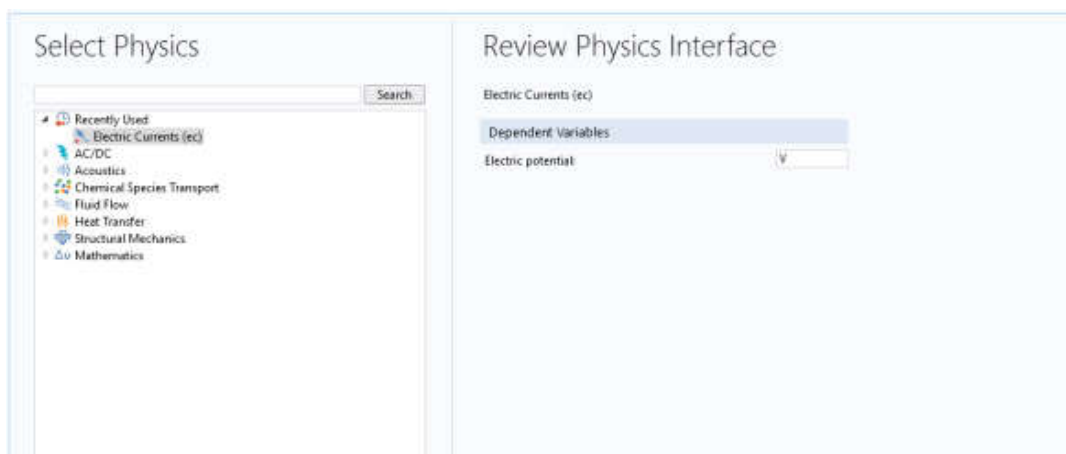 Select Physics
Search
Recently Used
Electric Currents (ec)
AC/DC
Acoustics
Chemical Species Transport
Fluid Flow
Heat Transfer
Structural Mechanics
Δu Mathematics
Review Physics Interface
Electric Currents (ec)
Dependent Variables
Electric potential: V